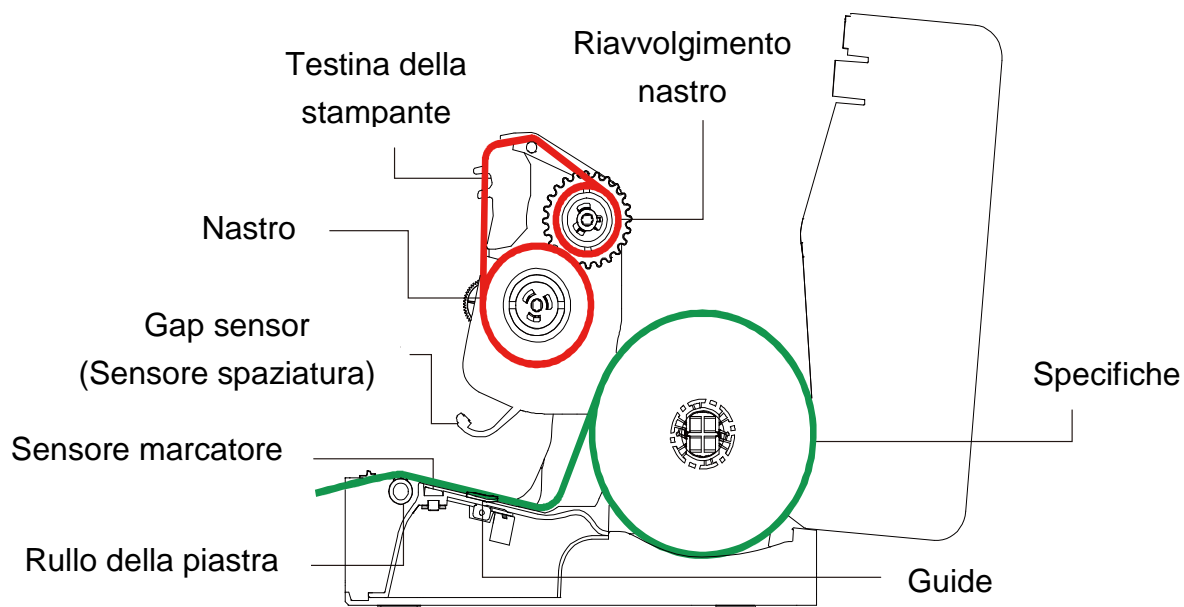 Testina della
stampante
Riavvolgimento
nastro
Nastro
Gap sensor
(Sensore spaziatura)
Specifiche
Sensore marcatore
Rullo della piastra
Guide